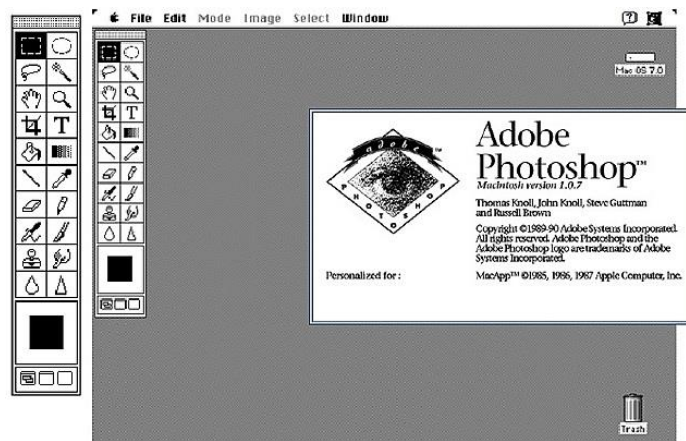 File Edit Mode Image Select Window
Mac OS 7.0
T
T
adobe
PHOTOSHOP
Adobe
Photoshop™
Macintosh version 1.0.7
Thomas Knoll, John Knoll, Steve Guttman
and Russell Brown
Copyright ©1989-90 Adobe Systems Incorporated.
All rights reserved. Adobe Photoshop and the
Adobe Photoshop logo are trademarks of Adobe
Systems Incorporated.
Personalized for :
MacApp™ ©1985, 1986, 1987 Apple Computer, Inc.
Trash